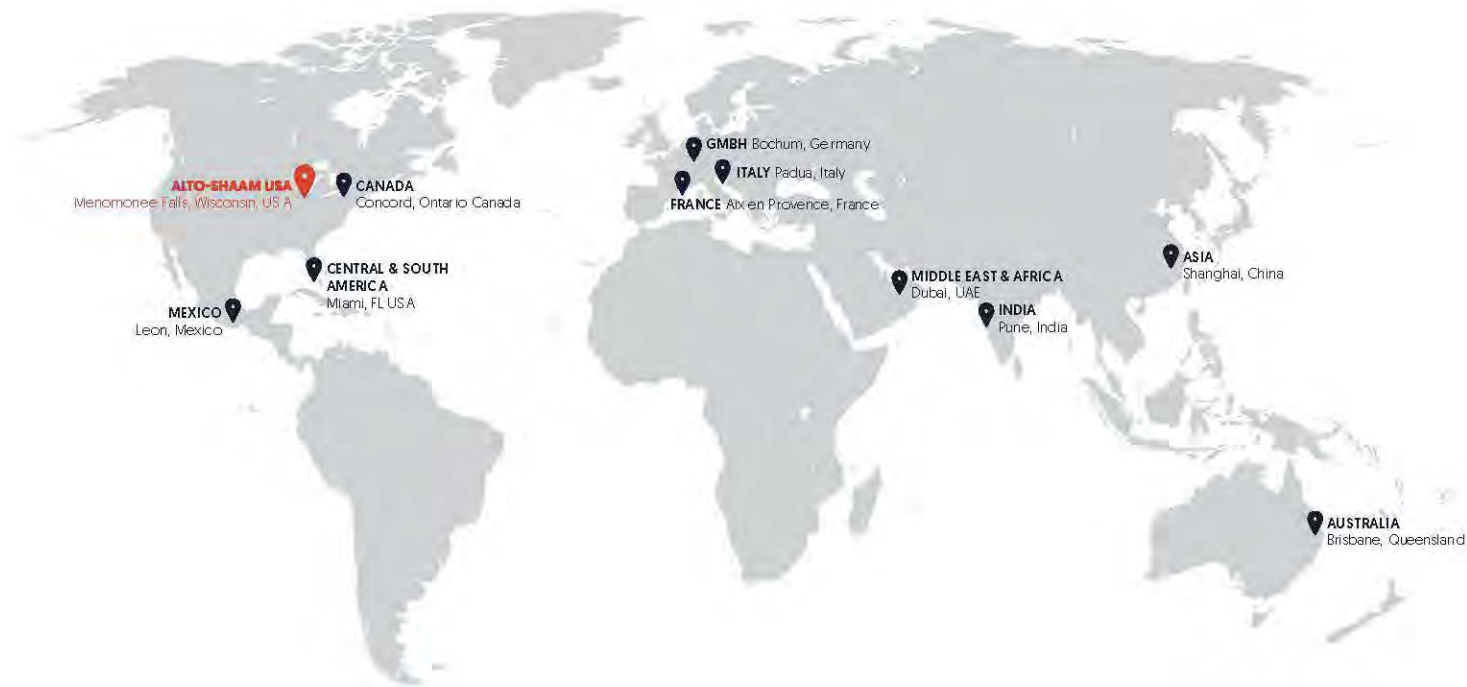 GMBH Bochum, Germany
ITALY Padua, Italy
FRANCE Aix en Provence, France
ALTO-SHAAM USA
Menomonee Falls, Wisconsin, USA
CANADA
Concord, Ontario Canada
CENTRAL & SOUTH
AMERICA
Miami, FL USA
MEXICO
Leon, Mexico
MIDDLE EAST & AFRICA
Dubai, UAE
INDIA
Pune, India
ASIA
Shanghai, China
AUSTRALIA
Brisbane, Queensland